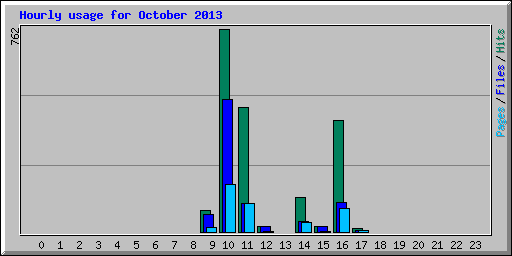 Hourly usage for October 2013
762
Pages/Files/Hits
0 1 2 3 4 5 6 7 8 9 10 11 12 13 14 15 16 17 18 19 20 21 22 23